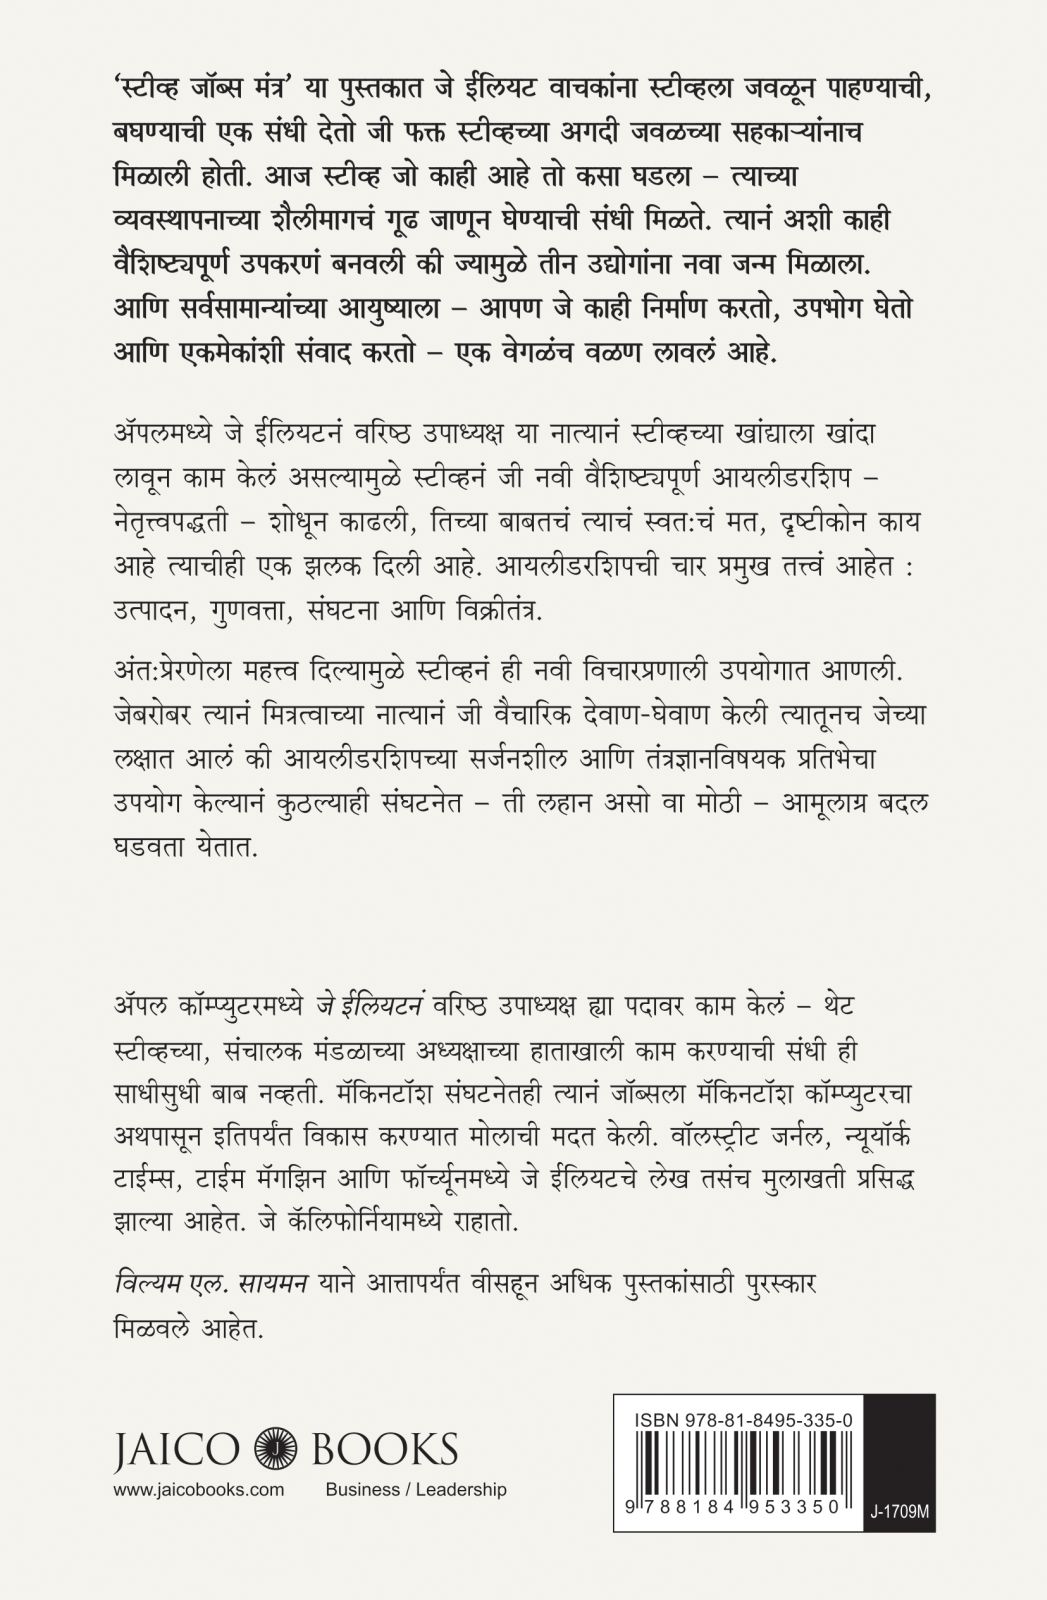 ‘स्टीव्ह जॉब्स मंत्र’ या पुस्तकात जे ईलियट वाचकांना स्टीव्हला जवळून पाहण्याची,
बघण्याची एक संधी देतो जी फक्त स्टीव्हच्या अगदी जवळच्या सहकाऱ्यांनाच
मिळाली होती. आज स्टीव्ह जो काही आहे तो कसा घडला – त्याच्या
व्यवस्थापनाच्या शैलीमागचं गूढ जाणून घेण्याची संधी मिळते. त्यानं अशी काही
वैशिष्ट्यपूर्ण उपकरणं बनवली की ज्यामुळे तीन उद्योगांना नवा जन्म मिळाला.
आणि सर्वसामान्यांच्या आयुष्याला – आपण जे काही निर्माण करतो, उपभोग घेतो
आणि एकमेकांशी संवाद करतो – एक वेगळंच वळण लावलं आहे.
ॲपलमध्ये जे ईलियटनं वरिष्ठ उपाध्यक्ष या नात्यानं स्टीव्हच्या खांद्याला खांदा
लावून काम केलं असल्यामुळे स्टीव्हनं जी नवी वैशिष्ट्यपूर्ण आयलीडरशिप –
नेतृत्त्वपद्धती – शोधून काढली, तिच्या बाबतचं त्याचं स्वत:चं मत, दृष्टीकोन काय
आहे त्याचीही एक झलक दिली आहे. आयलीडरशिपची चार प्रमुख तत्त्वं आहेत :
उत्पादन, गुणवत्ता, संघटना आणि विक्रीतंत्र.
अंत:प्रेरणेला महत्त्व दिल्यामुळे स्टीव्हनं ही नवी विचारप्रणाली उपयोगात आणली.
जेबरोबर त्यानं मित्रत्वाच्या नात्यानं जी वैचारिक देवाण-घेवाण केली त्यातूनच जेच्या
लक्षात आलं की आयलीडरशिपच्या सर्जनशील आणि तंत्रज्ञानविषयक प्रतिभेचा
उपयोग केल्यानं कुठल्याही संघटनेत – ती लहान असो वा मोठी – आमूलाग्र बदल
घडवता येतात.
ॲपल कॉम्प्युटरमध्ये जे ईलियटनं वरिष्ठ उपाध्यक्ष ह्या पदावर काम केलं – थेट
स्टीव्हच्या, संचालक मंडळाच्या अध्यक्षाच्या हाताखाली काम करण्याची संधी ही
साधीसुधी बाब नव्हती. मॅकिनटॉश संघटनेतही त्यानं जॉब्सला मॅकिनटॉश कॉम्प्युटरचा
अथपासून इतिपर्यंत विकास करण्यात मोलाची मदत केली. वॉलस्ट्रीट जर्नल, न्यूयॉर्क
टाईम्स, टाईम मॅगझिन आणि फॉर्च्यूनमध्ये जे ईलियटचे लेख तसंच मुलाखती प्रसिद्ध
झाल्या आहेत. जे कॅलिफोर्नियामध्ये राहातो.
विल्यम एल. सायमन याने आत्तापर्यंत वीसहून अधिक पुस्तकांसाठी पुरस्कार
मिळवले आहेत.
JAICO J BOOKS
www.jaicobooks.com Business / Leadership
ISBN 978-81-8495-335-0
9 788184 953350
J-1709M